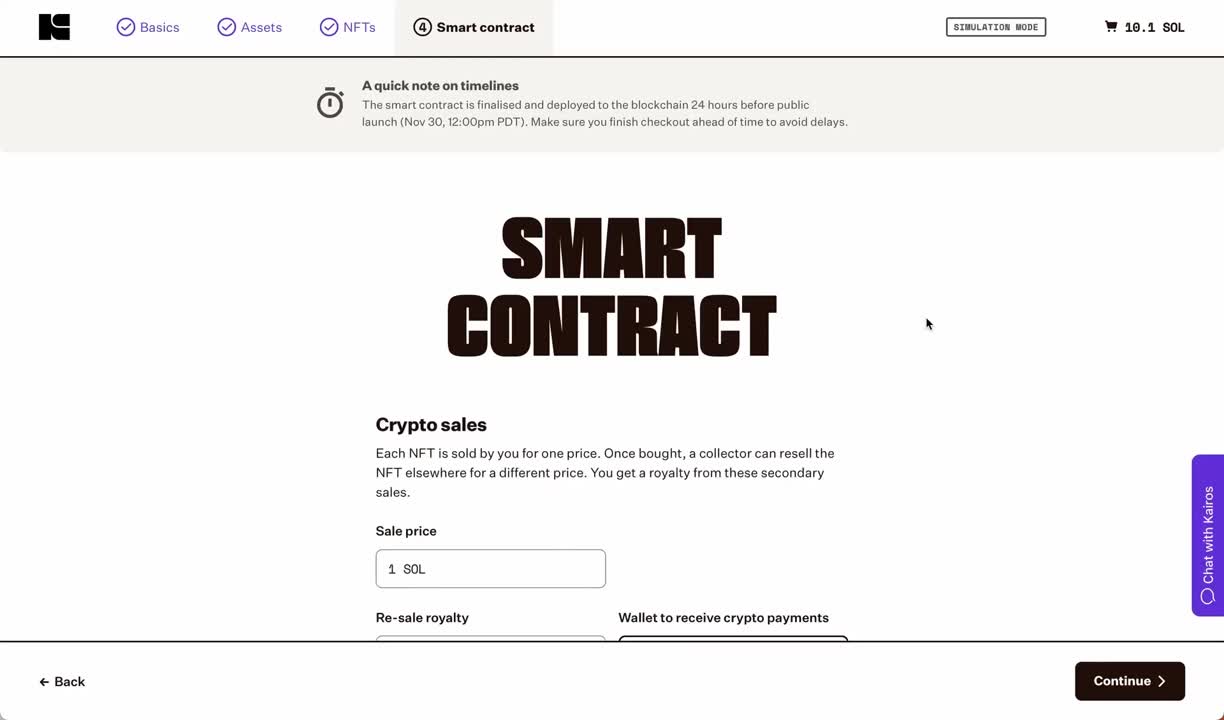 Basics
Assets
NFTs
4 Smart contract
SIMULATION MODE
10.1 SOL
A quick note on timelines
The smart contract is finalised and deployed to the blockchain 24 hours before public
launch (Nov 30, 12:00pm PDT). Make sure you finish checkout ahead of time to avoid delays.
SMART
CONTRACT
Crypto sales
Each NFT is sold by you for one price. Once bought, a collector can resell the
NFT elsewhere for a different price. You get a royalty from these secondary
sales.
Sale price
1 SOL
Re-sale royalty
Wallet to receive crypto payments
Chat with Kairos
← Back
Continue